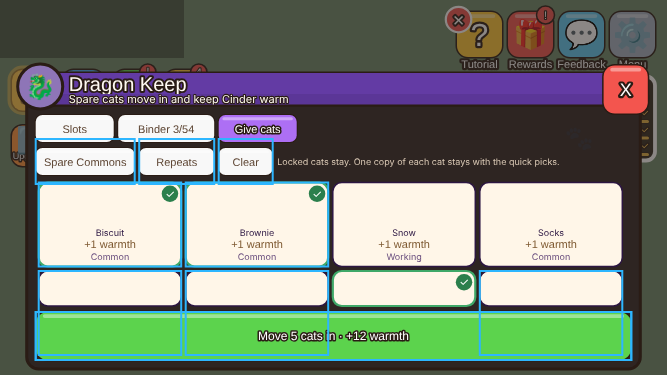 ?
!
Tutorial
Rewards
Feedback
Menu
Dragon Keep
Spare cats move in and keep Cinder warm
X
Slots
Binder 3/54
Give cats
Spare Commons
Repeats
Clear
Locked cats stay. One copy of each cat stays with the quick picks.
Biscuit
+1 warmth
Common
Brownie
+1 warmth
Common
Snow
+1 warmth
Working
Socks
+1 warmth
Common
Move 5 cats in · +12 warmth